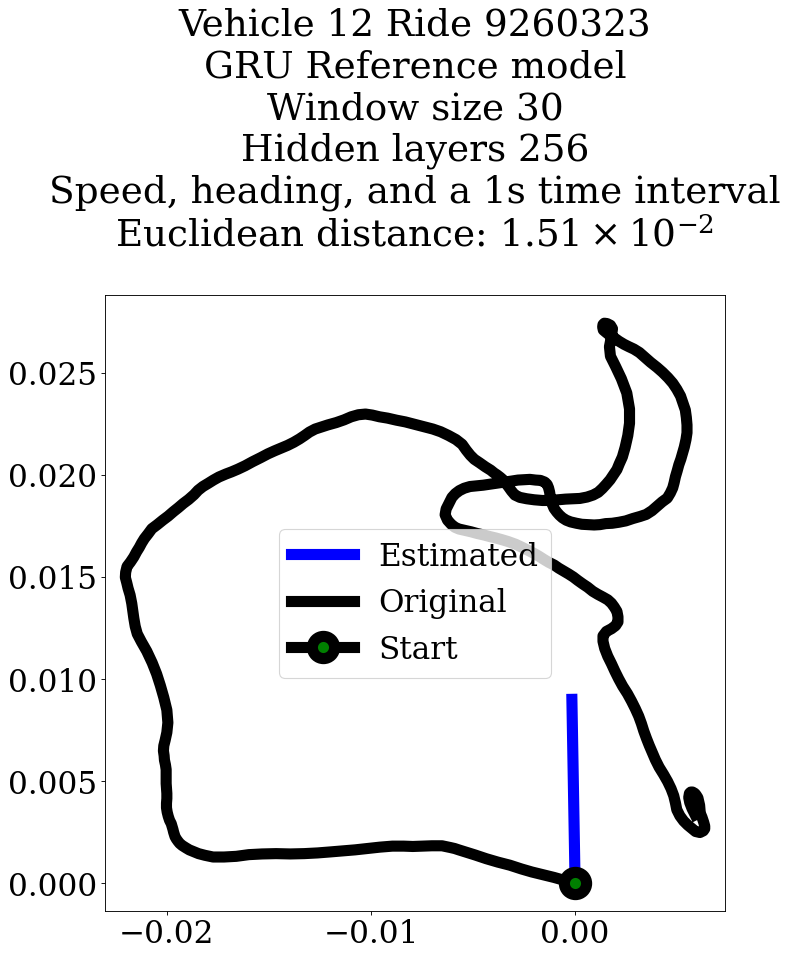 Vehicle 12 Ride 9260323
GRU Reference model
Window size 30
Hidden layers 256
Speed, heading, and a 1s time interval
Euclidean distance: 1.51 × 10⁻²
0.025
0.020
0.015
0.010
0.005
0.000
Estimated
Original
Start
−0.02 −0.01 0.00